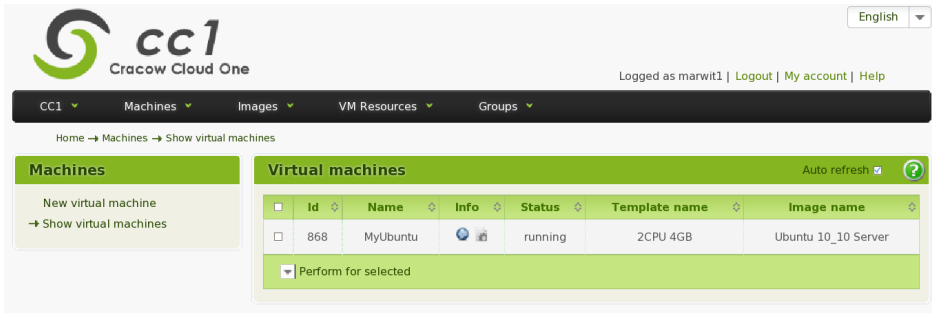 English
cc1
Cracow Cloud One
Logged as marwit1 | Logout | My account | Help
CC1 Machines Images VM Resources Groups
Home Machines Show virtual machines
Machines
New virtual machine
Show virtual machines
Virtual machines Auto refresh ?
Id Name Info Status Template name Image name
868 MyUbuntu running 2CPU 4GB Ubuntu 10_10 Server
Perform for selected